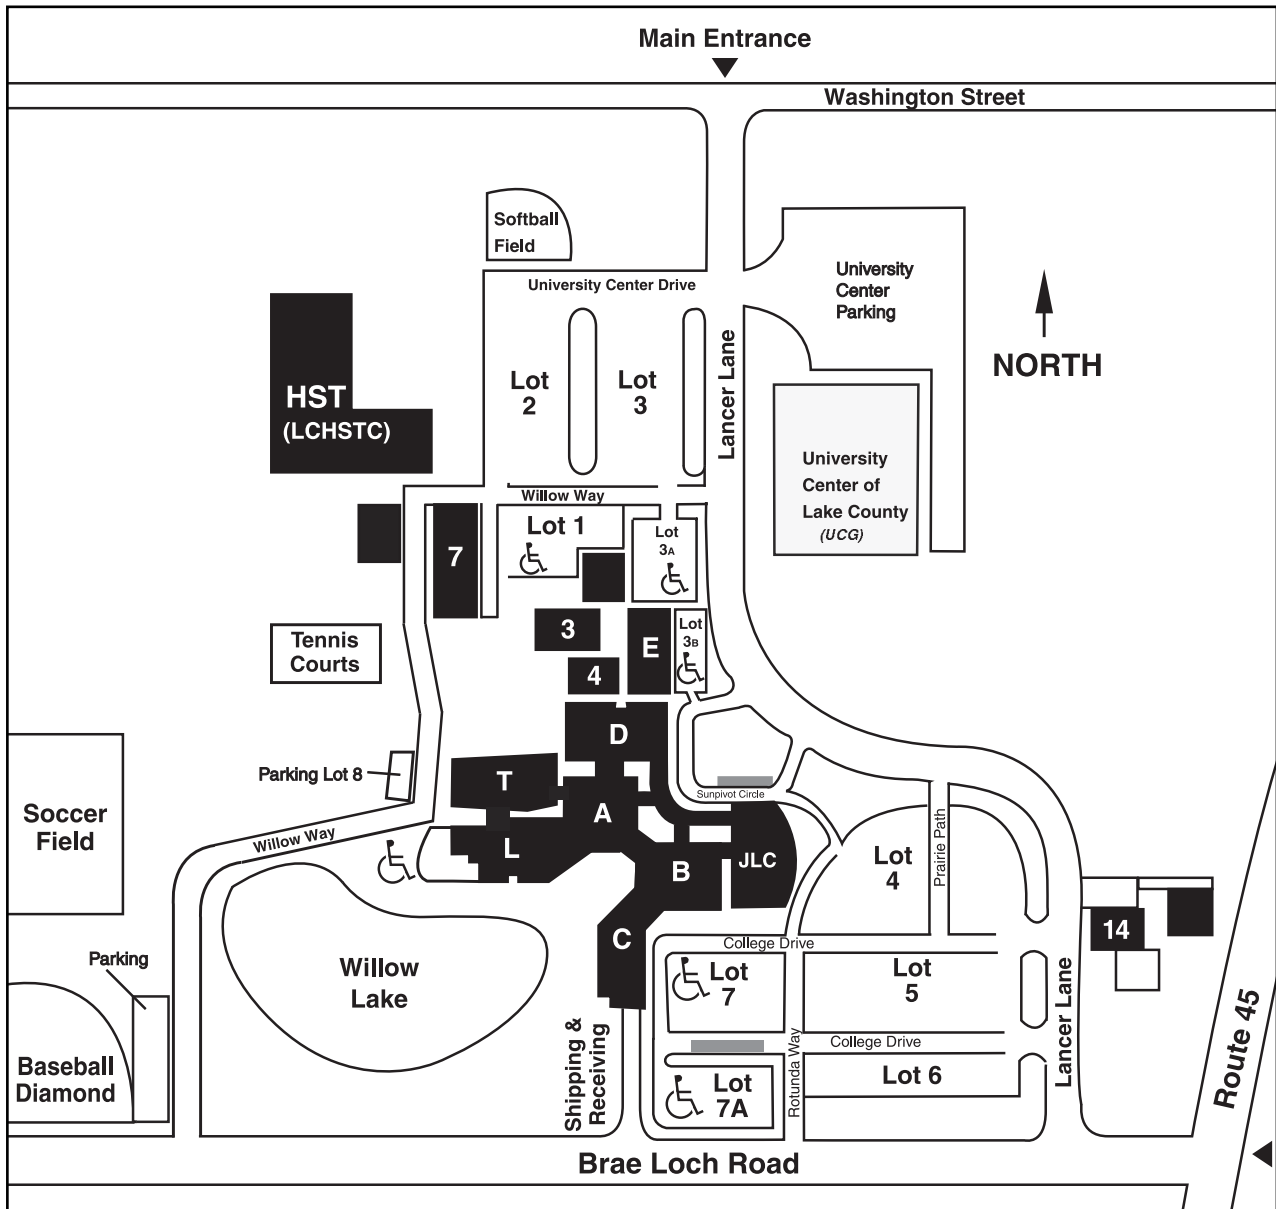 Main Entrance
Washington Street
Softball
Field
University Center Drive
University
Center
Parking
NORTH
Lancer Lane
HST
(LCHSTC)
Lot
2
Lot
3
University
Center of
Lake County
(UCG)
Willow Way
Lot 1
Lot
3A
7
3
E
Lot
3B
4
Tennis
Courts
D
Parking Lot 8
T
Sunpivot Circle
A
Soccer
Field
Willow Way
L
B
JLC
Lot
4
Prairie Path
14
C
College Drive
Parking
Willow
Lake
Lot
7
Lot
5
Lancer Lane
Route 45
Baseball
Diamond
Shipping &
Receiving
Rotunda Way
College Drive
Lot
7A
Lot 6
Brae Loch Road